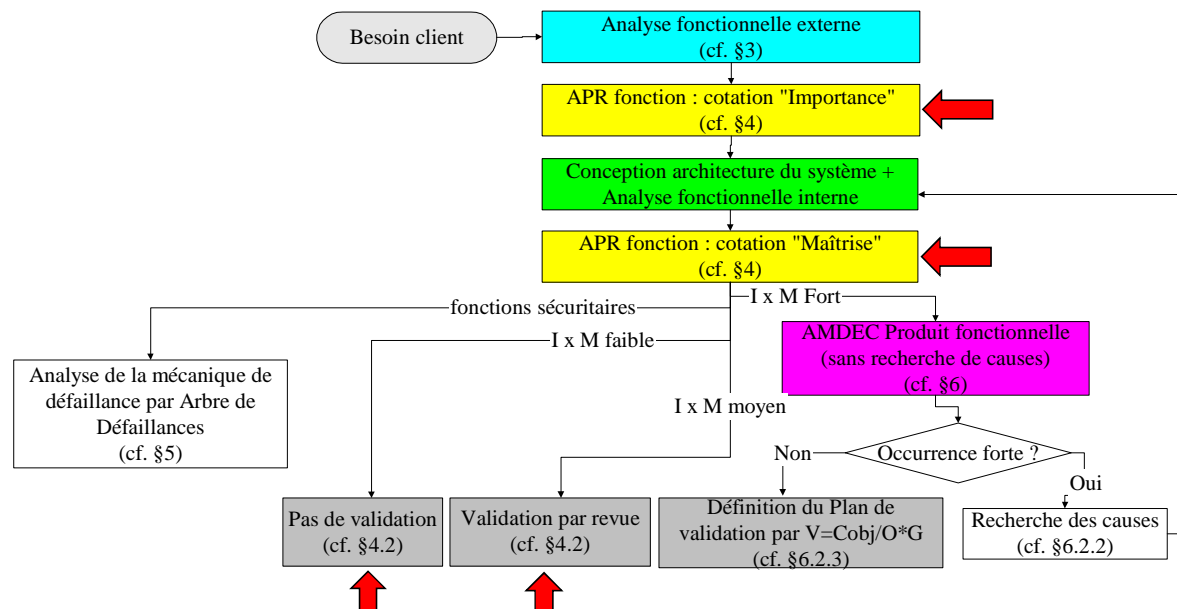 Besoin client
Analyse fonctionnelle externe
(cf. §3)
APR fonction : cotation "Importance"
(cf. §4)
Conception architecture du système +
Analyse fonctionnelle interne
APR fonction : cotation "Maîtrise"
(cf. §4)
fonctions sécuritaires
I x M Fort
I x M faible
AMDEC Produit fonctionnelle
(sans recherche de causes)
(cf. §6)
Analyse de la mécanique de
défaillance par Arbre de
Défaillances
(cf. §5)
I x M moyen
Non
Occurrence forte ?
Oui
Pas de validation
(cf. §4.2)
Validation par revue
(cf. §4.2)
Définition du Plan de
validation par V=Cobj/O*G
(cf. §6.2.3)
Recherche des causes
(cf. §6.2.2)